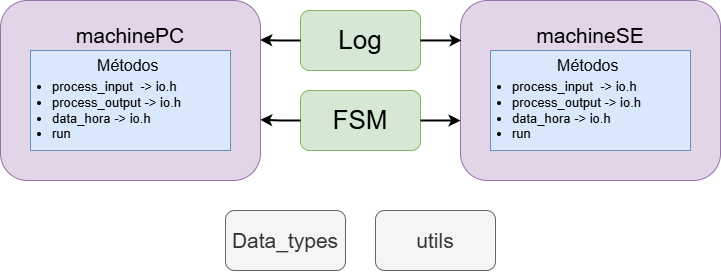 machinePC
Métodos
• process_input -> io.h
• process_output -> io.h
• data_hora -> io.h
• run
Log
FSM
machineSE
Métodos
• process_input -> io.h
• process_output -> io.h
• data_hora -> io.h
• run
Data_types
utils